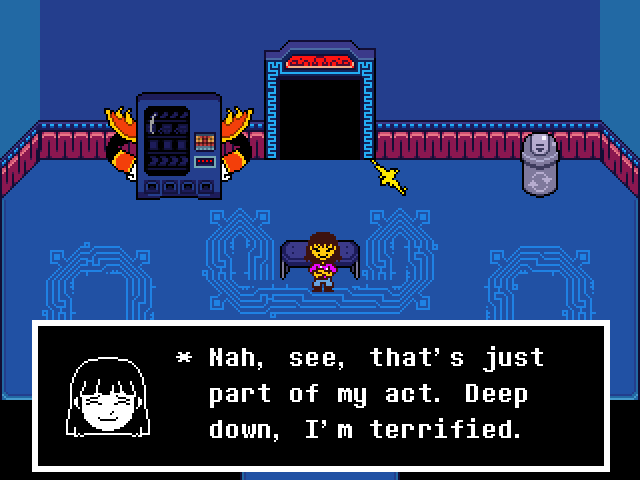 * Nah, see, that's just
part of my act. Deep
down, I'm terrified.